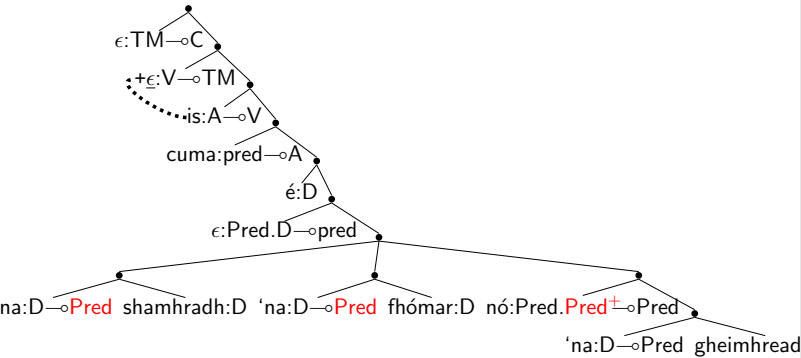 ϵ:TM⊸C
+ϵ:V⊸TM
is:A⊸V
cuma:pred⊸A
é:D
ϵ:Pred.D⊸pred
na:D⊸Pred shamhradh:D ‘na:D⊸Pred fhómar:D nó:Pred.Pred⁺⊸Pred
‘na:D⊸Pred gheimhread